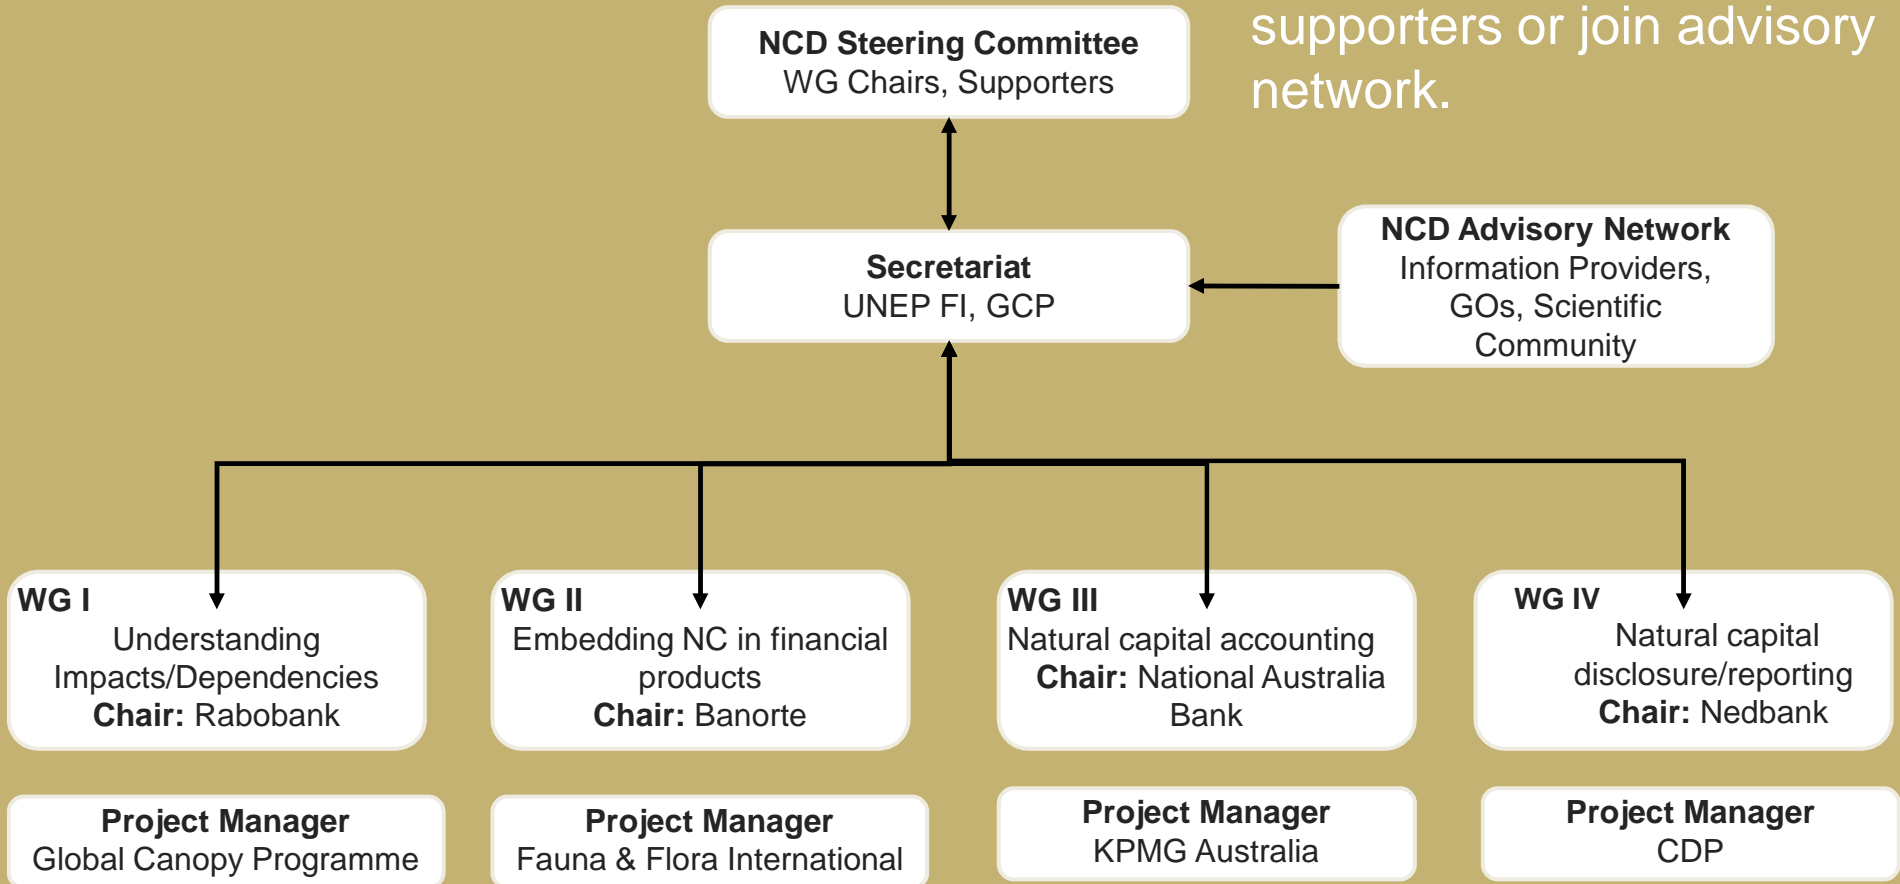 supporters or join advisory
network.
NCD Steering Committee
WG Chairs, Supporters
Secretariat
UNEP FI, GCP
NCD Advisory Network
Information Providers,
GOs, Scientific
Community
WG I
Understanding
Impacts/Dependencies
Chair: Rabobank
WG II
Embedding NC in financial
products
Chair: Banorte
WG III
Natural capital accounting
Chair: National Australia
Bank
WG IV
Natural capital
disclosure/reporting
Chair: Nedbank
Project Manager
Global Canopy Programme
Project Manager
Fauna & Flora International
Project Manager
KPMG Australia
Project Manager
CDP